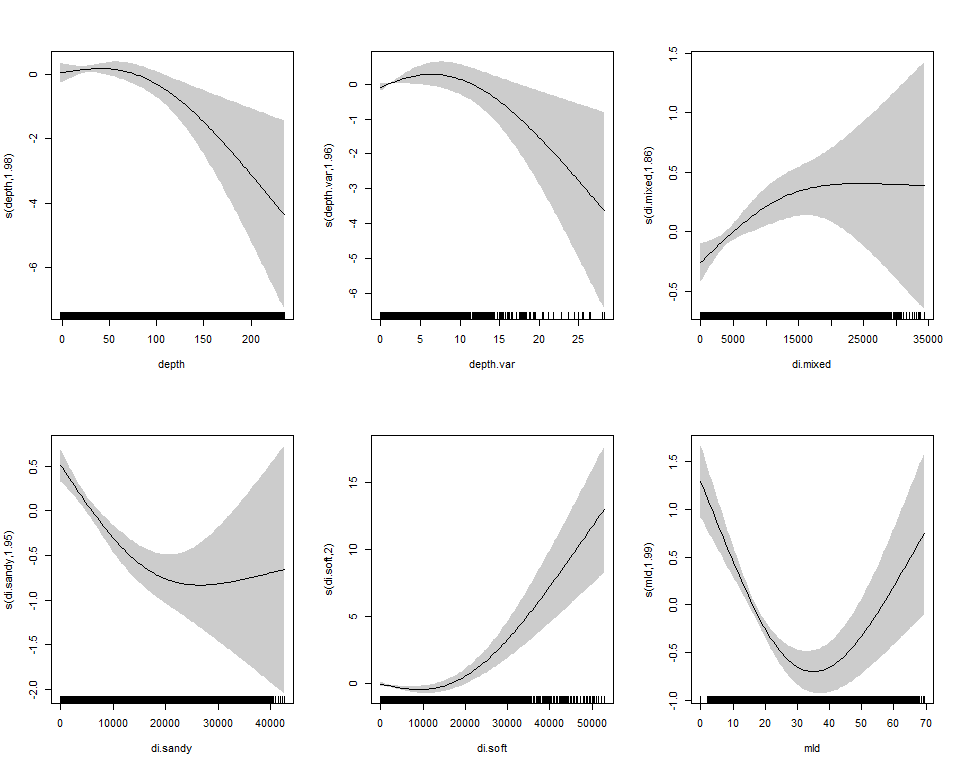 s(depth,1.98)
0
-2
-4
-6
0 50 100 150 200
depth
s(depth.var,1.96)
0
-1
-2
-3
-4
-5
-6
0 5 10 15 20 25
depth.var
s(di.mixed,1.86)
1.5
1.0
0.5
0.0
-0.5
0 5000 15000 25000 35000
di.mixed
s(di.sandy,1.95)
0.5
0.0
-0.5
-1.0
-1.5
-2.0
0 10000 20000 30000 40000
di.sandy
s(di.soft,2)
15
10
5
0
0 10000 20000 30000 50000
di.soft
s(mld,1.99)
1.5
1.0
0.5
0.0
-0.5
-1.0
0 10 20 30 40 50 60 70
mld